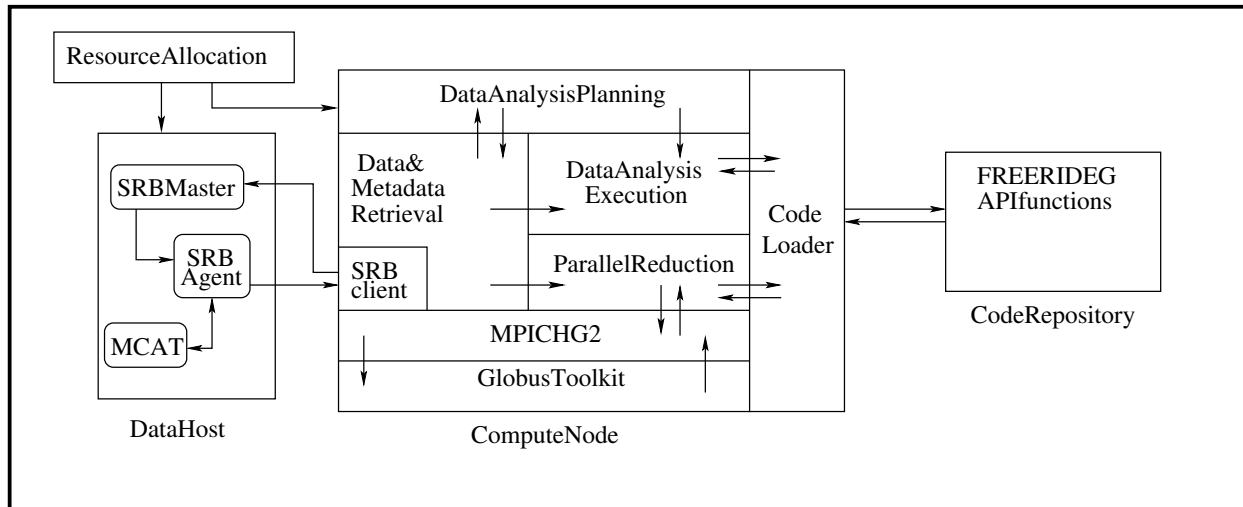 ResourceAllocation
DataAnalysisPlanning
SRBMaster
Data&
Metadata
Retrieval
DataAnalysis
Execution
Code
Loader
FREERIDEG
APIfunctions
SRB
Agent
SRB
client
ParallelReduction
MCAT
MPICHG2
GlobusToolkit
CodeRepository
DataHost
ComputeNode